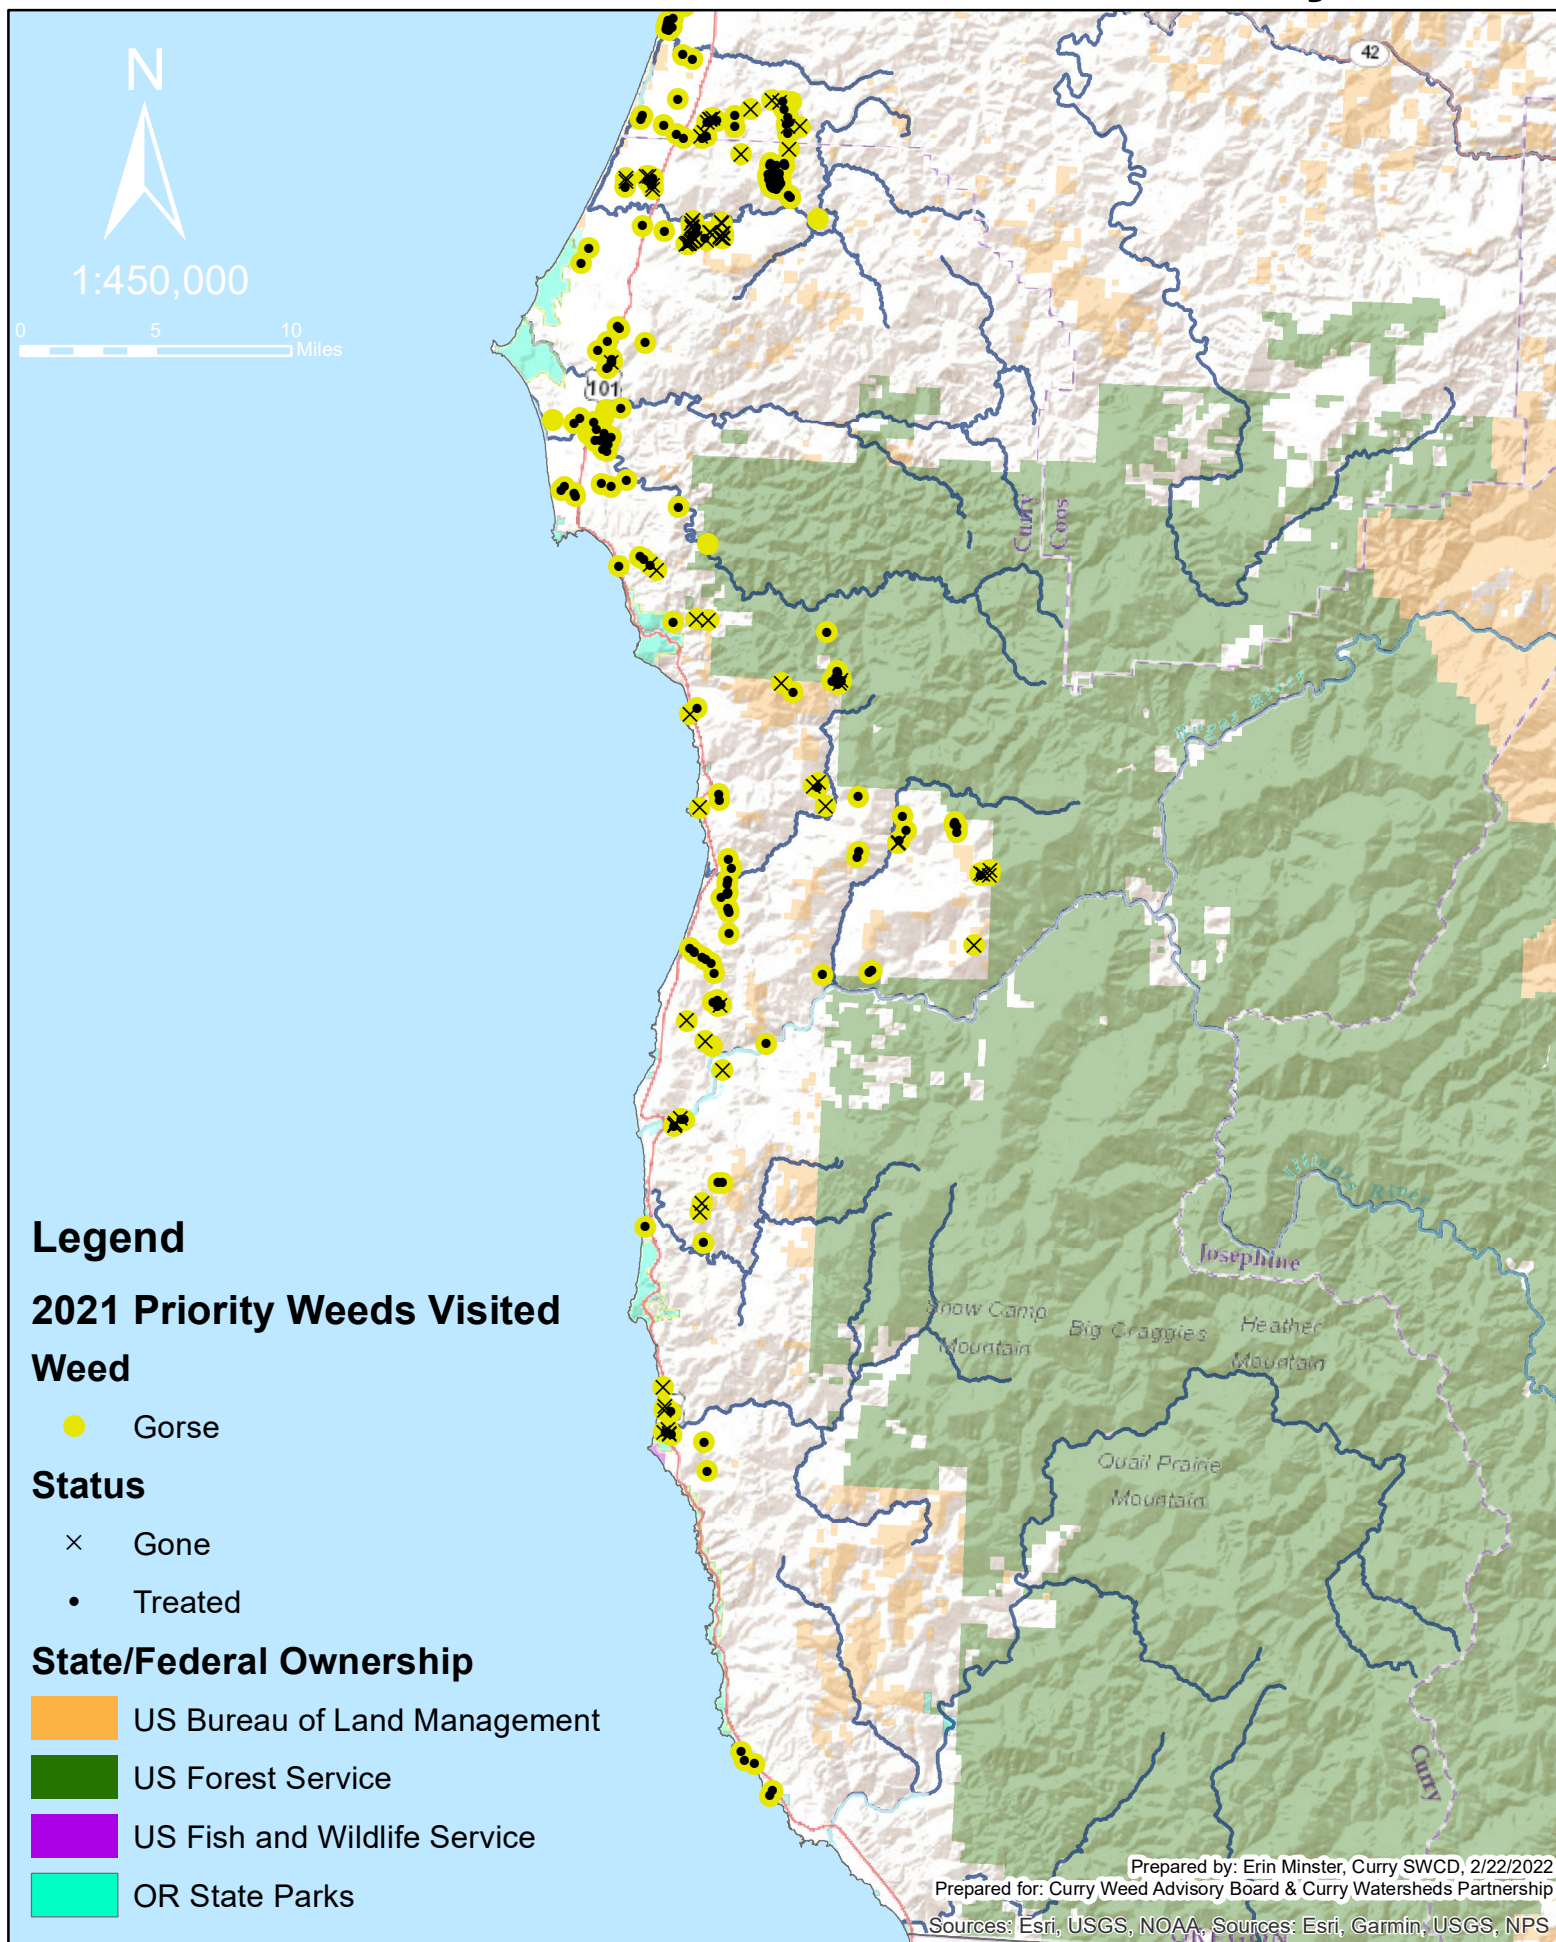 N
1:450,000
0 5 10
Miles
42
101
Curry
Coos
Rogue River
Illinois River
Josephine
Snow Camp
Mountain
Big Craggies
Heather
Mountain
Quail Prairie
Mountain
Curry
Legend
2021 Priority Weeds Visited
Weed
Gorse
Status
Gone
Treated
State/Federal Ownership
US Bureau of Land Management
US Forest Service
US Fish and Wildlife Service
OR State Parks
Prepared by: Erin Minster, Curry SWCD, 2/22/2022
Prepared for: Curry Weed Advisory Board & Curry Watersheds Partnership
Sources: Esri, USGS, NOAA, Sources: Esri, Garmin, USGS, NPS
OREGON